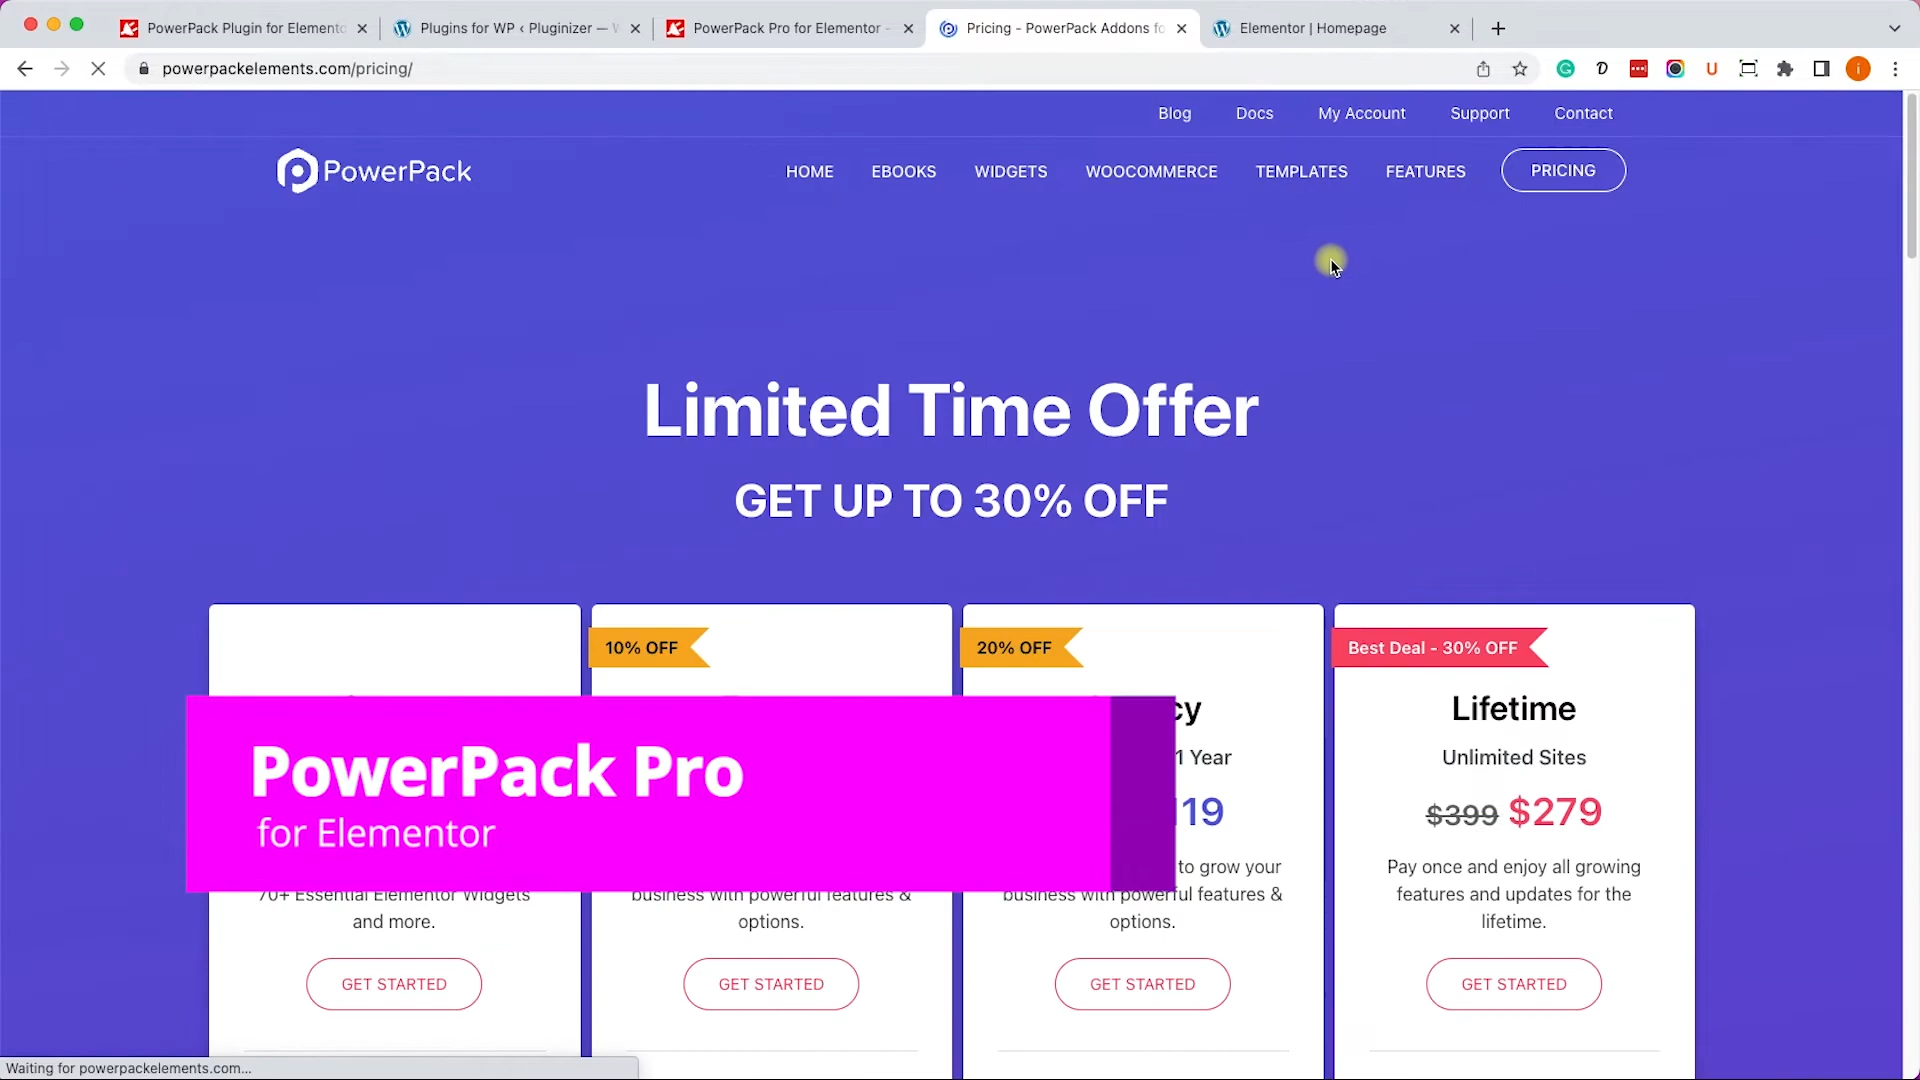 PowerPack Plugin for Elemento
Plugins for WP ‹ Pluginizer —
PowerPack Pro for Elementor -
Pricing - PowerPack Addons fo
Elementor | Homepage
powerpackelements.com/pricing/
Blog Docs My Account Support Contact
PowerPack HOME EBOOKS WIDGETS WOOCOMMERCE TEMPLATES FEATURES PRICING
Limited Time Offer
GET UP TO 30% OFF
10% OFF
20% OFF
Best Deal - 30% OFF
PowerPack Pro
for Elementor
70+ Essential Elementor Widgets
and more.
GET STARTED
business with powerful features &
options.
GET STARTED
cy
1 Year
119
to grow your
business with powerful features &
options.
GET STARTED
Lifetime
Unlimited Sites
$399 $279
Pay once and enjoy all growing
features and updates for the
lifetime.
GET STARTED
Waiting for powerpackelements.com...